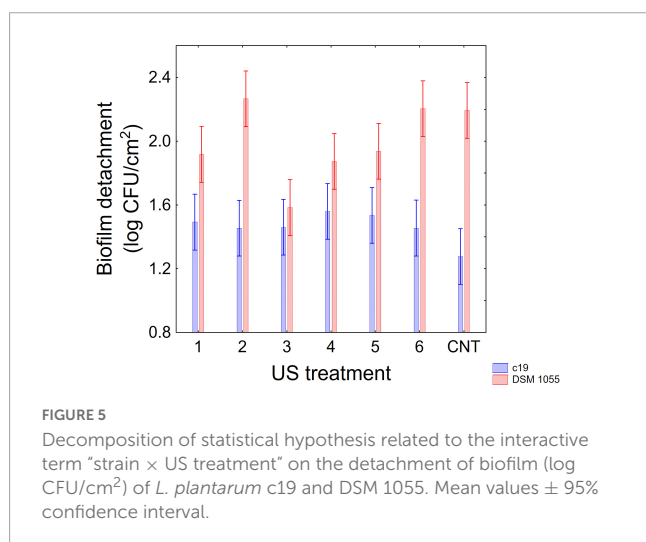 Biofilm detachment
(log CFU/cm²)
2.4
2.0
1.6
1.2
0.8
1 2 3 4 5 6 CNT
US treatment
c19
DSM 1055
FIGURE 5
Decomposition of statistical hypothesis related to the interactive
term “strain × US treatment” on the detachment of biofilm (log
CFU/cm²) of L. plantarum c19 and DSM 1055. Mean values ± 95%
confidence interval.